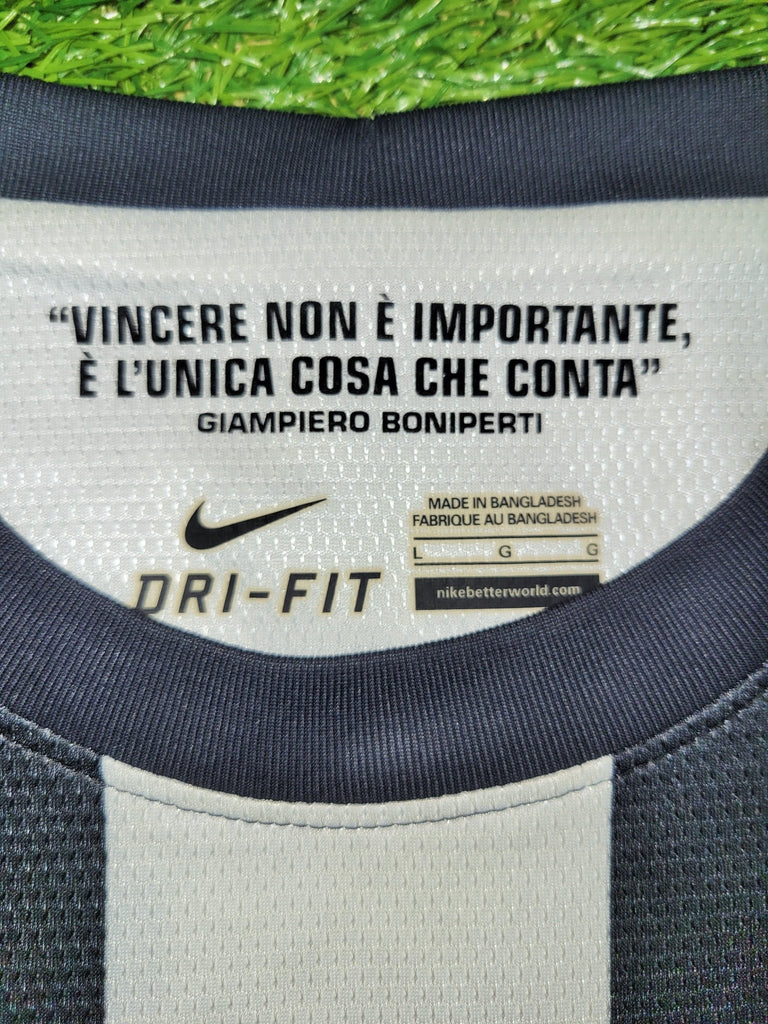 “VINCERE NON È IMPORTANTE,
È L’UNICA COSA CHE CONTA”
GIAMPIERO BONIPERTI
DRI-FIT
MADE IN BANGLADESH
FABRIQUE AU BANGLADESH
L G G
nikebetterworld.com